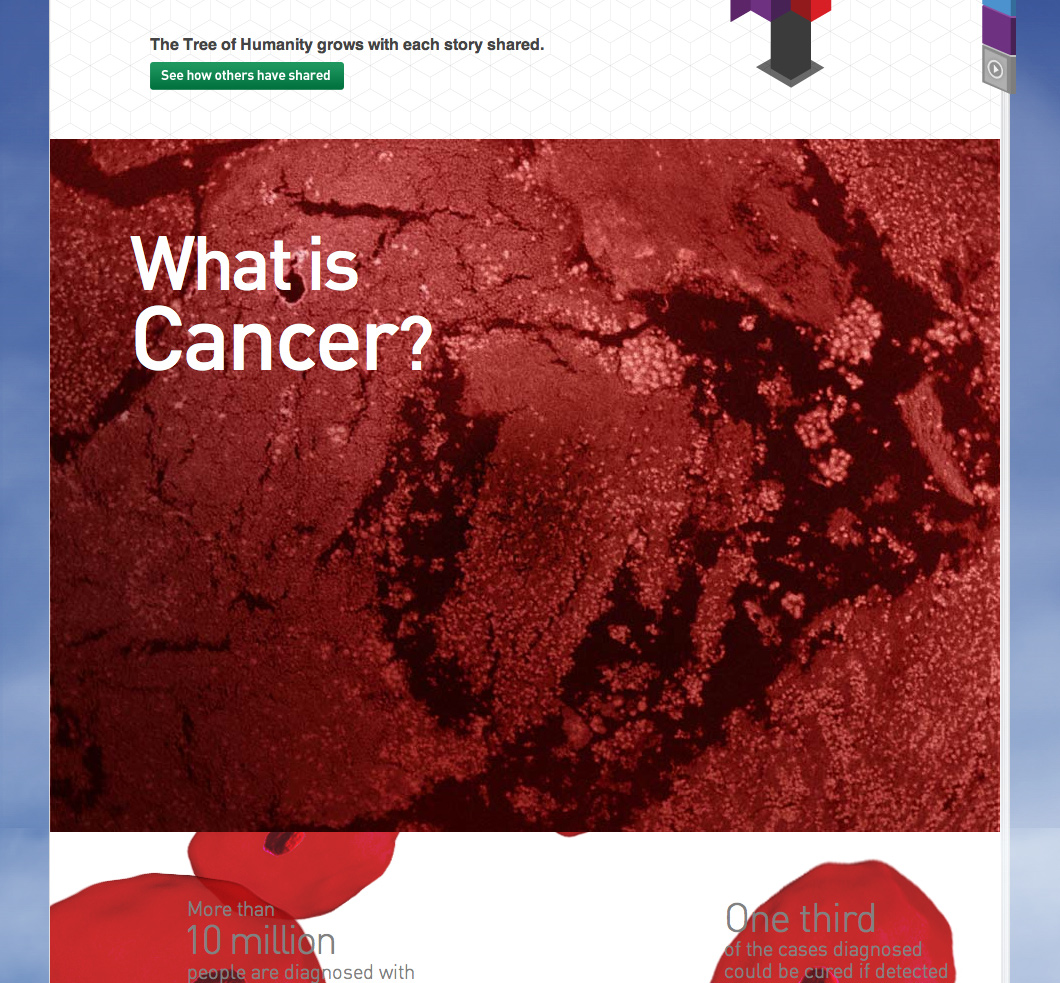 The Tree of Humanity grows with each story shared.
See how others have shared
What is
Cancer?
More than
10 million
people are diagnosed with
One third
of the cases diagnosed
could be cured if detected